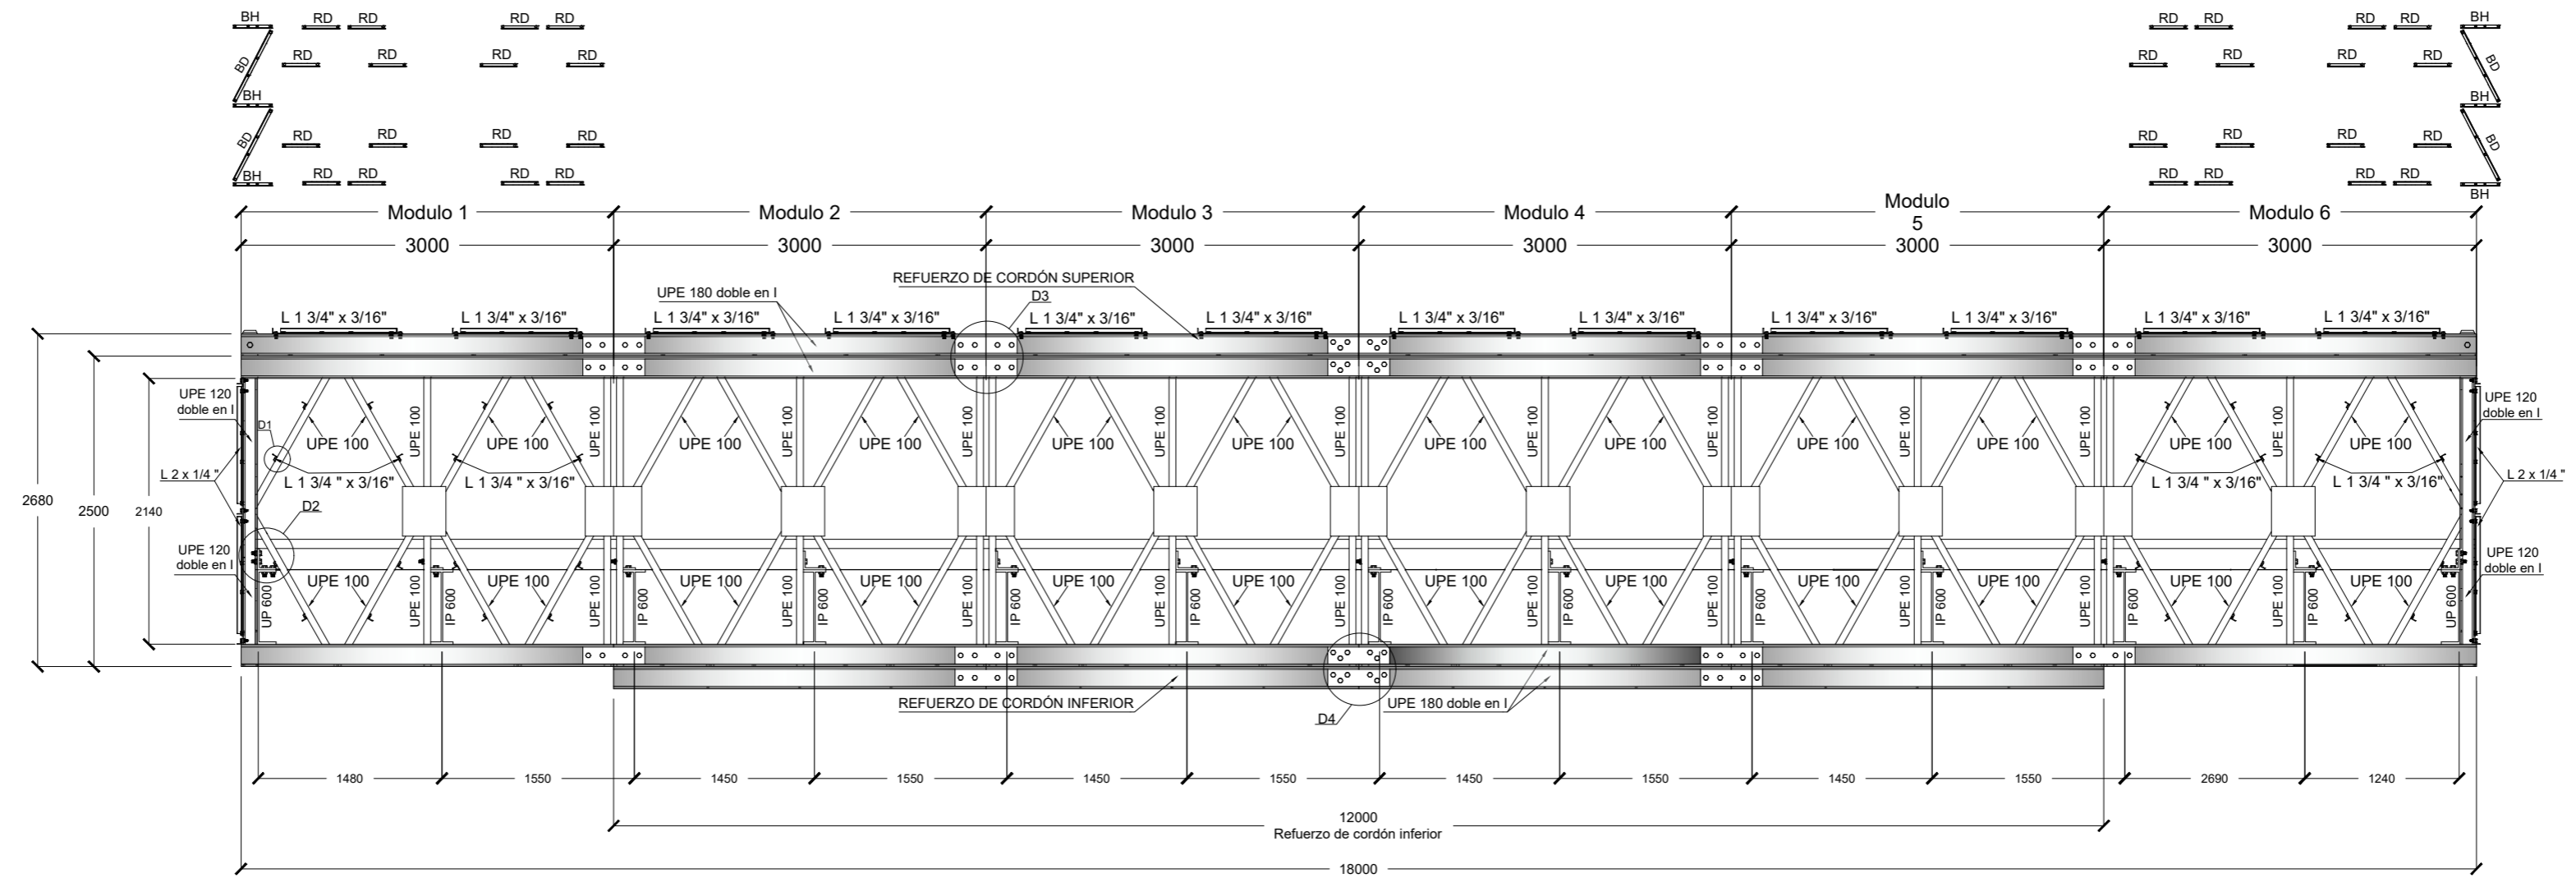 BH RD RD RD RD RD RD RD RD BH
BD RD RD RD RD RD RD RD RD BD
BH BH
BD RD RD RD RD RD RD RD RD BD
BH RD RD RD RD RD RD RD RD BH
Modulo 1 Modulo 2 Modulo 3 Modulo 4 Modulo
5 Modulo 6
3000 3000 3000 3000 3000 3000
REFUERZO DE CORDÓN SUPERIOR
UPE 180 doble en I D3
L 1 3/4" x 3/16" L 1 3/4" x 3/16" L 1 3/4" x 3/16" L 1 3/4" x 3/16" L 1 3/4" x 3/16" L 1 3/4" x 3/16" L 1 3/4" x 3/16" L 1 3/4" x 3/16" L 1 3/4" x 3/16" L 1 3/4" x 3/16" L 1 3/4" x 3/16" L 1 3/4" x 3/16"
UPE 120
doble en I
UPE 120
doble en I
D1
UPE 100 UPE 100 UPE 100 UPE 100 UPE 100 UPE 100 UPE 100 UPE 100 UPE 100 UPE 100 UPE 100 UPE 100
UPE 100 UPE 100 UPE 100 UPE 100 UPE 100 UPE 100 UPE 100 UPE 100 UPE 100 UPE 100 UPE 100
L 2 x 1/4 " L 1 3/4 " x 3/16" L 1 3/4 " x 3/16" L 1 3/4 " x 3/16" L 1 3/4 " x 3/16" L 2 x 1/4 "
2680 2500 2140
D2
UPE 120
doble en I
UPE 120
doble en I
UPE 100 UPE 100 UPE 100 UPE 100 UPE 100 UPE 100 UPE 100 UPE 100 UPE 100 UPE 100 UPE 100 UPE 100
UP 600 UPE 100 UPE 100 IP 600 UPE 100 IP 600 UPE 100 IP 600 UPE 100 IP 600 UPE 100 IP 600 UPE 100 IP 600 UPE 100 IP 600 UPE 100 IP 600 UPE 100 IP 600 UPE 100 IP 600 UP 600
REFUERZO DE CORDÓN INFERIOR
D4
UPE 180 doble en I
1480 1550 1450 1550 1450 1550 1450 1550 1450 1550 2690 1240
12000
Refuerzo de cordón inferior
18000